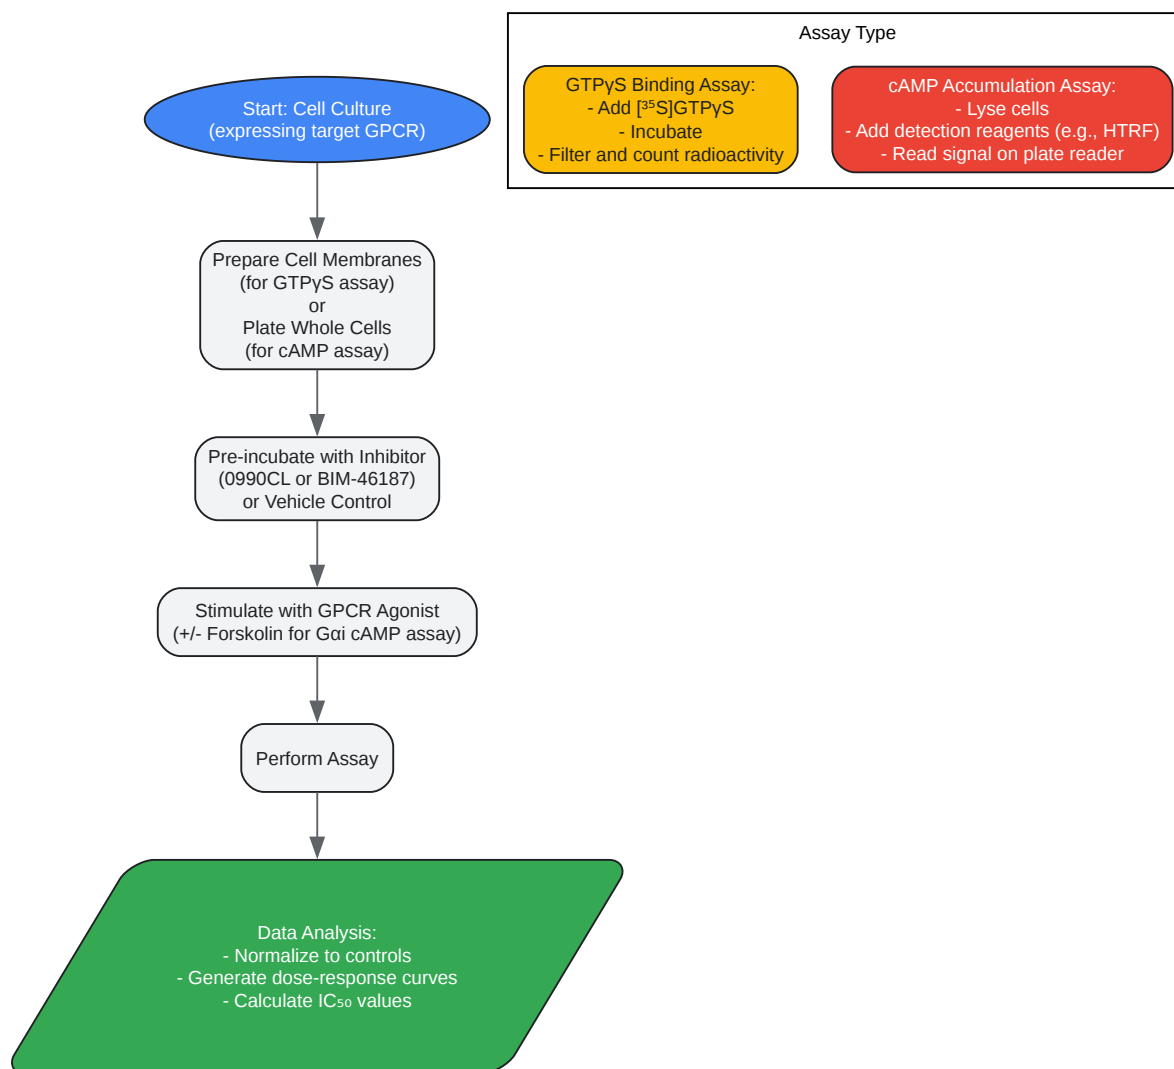 Assay Type
GTPγS Binding Assay:
- Add [³⁵S]GTPγS
- Incubate
- Filter and count radioactivity
cAMP Accumulation Assay:
- Lyse cells
- Add detection reagents (e.g., HTRF)
- Read signal on plate reader
Start: Cell Culture
(expressing target GPCR)
Prepare Cell Membranes
(for GTPγS assay)
or
Plate Whole Cells
(for cAMP assay)
Pre-incubate with Inhibitor
(0990CL or BIM-46187)
or Vehicle Control
Stimulate with GPCR Agonist
(+/- Forskolin for Gαi cAMP assay)
Perform Assay
Data Analysis:
- Normalize to controls
- Generate dose-response curves
- Calculate IC₅₀ values